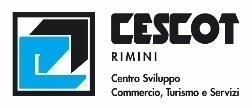 CESCOT
RIMINI
Centro Sviluppo
Commercio, Turismo e Servizi